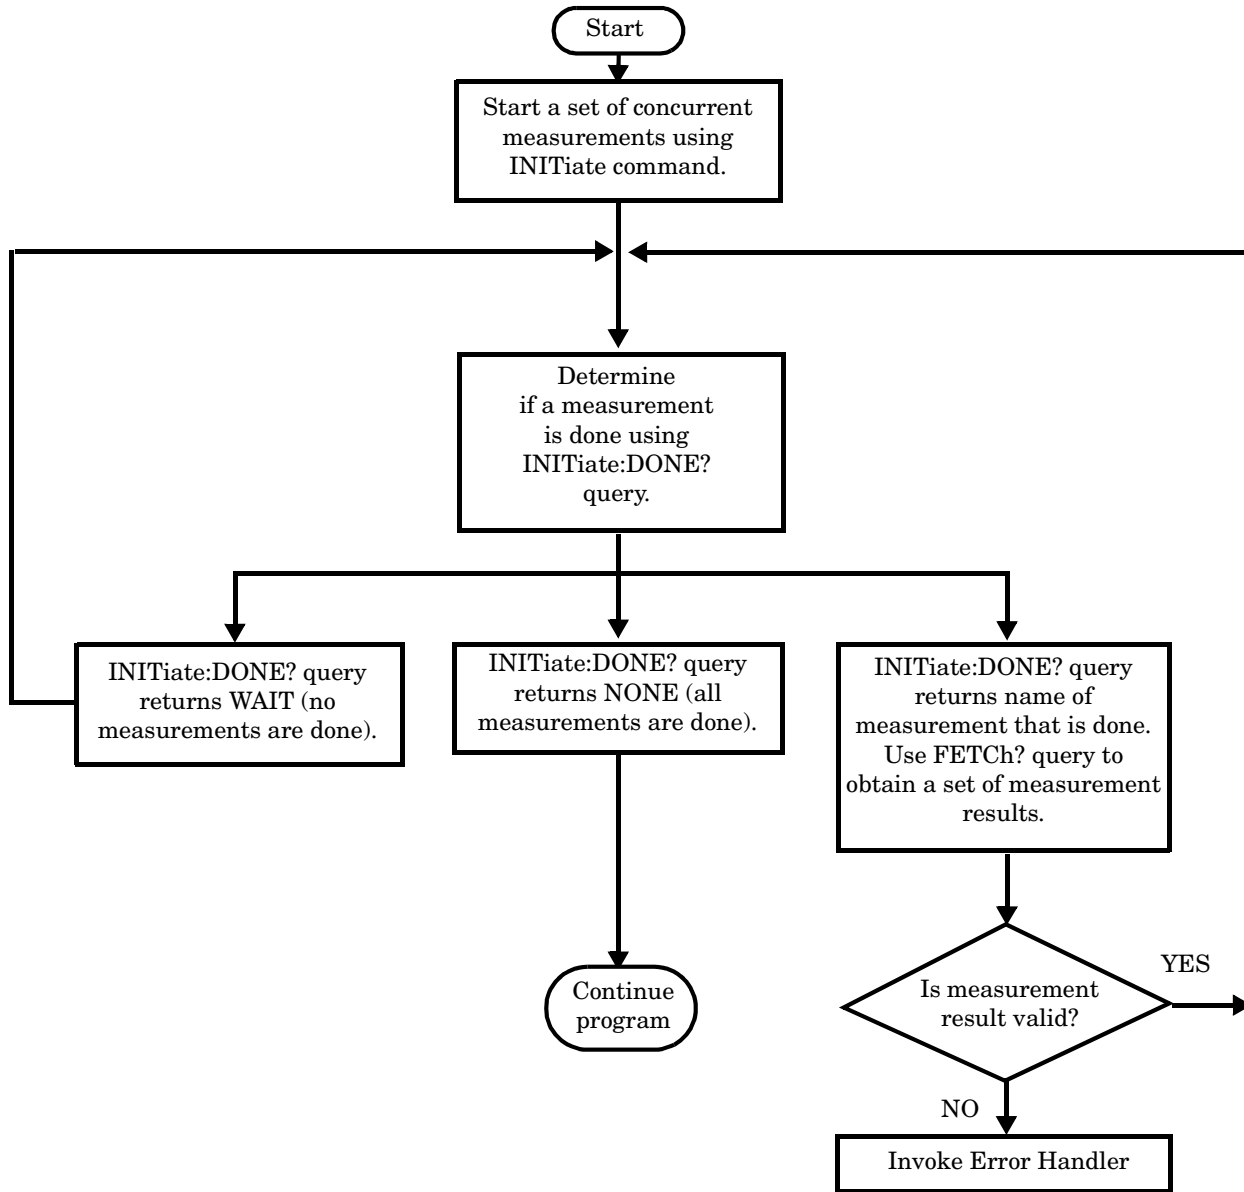 Start
Start a set of concurrent
measurements using
INITiate command.
Determine
if a measurement
is done using
INITiate:DONE?
query.
INITiate:DONE? query
returns WAIT (no
measurements are done).
INITiate:DONE? query
returns NONE (all
measurements are done).
INITiate:DONE? query
returns name of
measurement that is done.
Use FETCh? query to
obtain a set of measurement
results.
Continue
program
Is measurement
result valid?
YES
NO
Invoke Error Handler